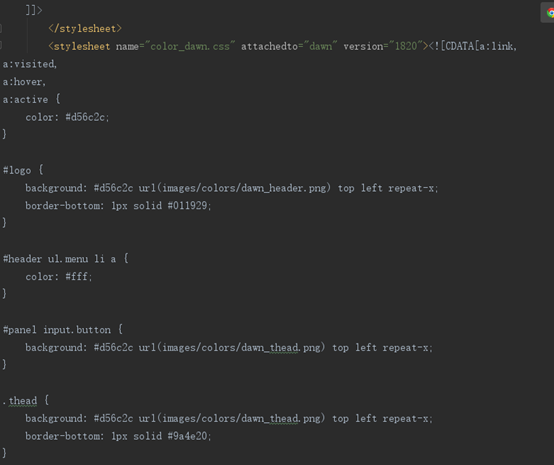 ]]>
</stylesheet>
<stylesheet name="color_dawn.css" attachedto="dawn" version="1820"><![CDATA[a:link,
a:visited,
a:hover,
a:active {
    color: #d56c2c;
}

#logo {
    background: #d56c2c url(images/colors/dawn_header.png) top left repeat-x;
    border-bottom: 1px solid #011929;
}

#header ul.menu li a {
    color: #fff;
}

#panel input.button {
    background: #d56c2c url(images/colors/dawn_thead.png) top left repeat-x;
}

.thead {
    background: #d56c2c url(images/colors/dawn_thead.png) top left repeat-x;
    border-bottom: 1px solid #9a4e20;
}